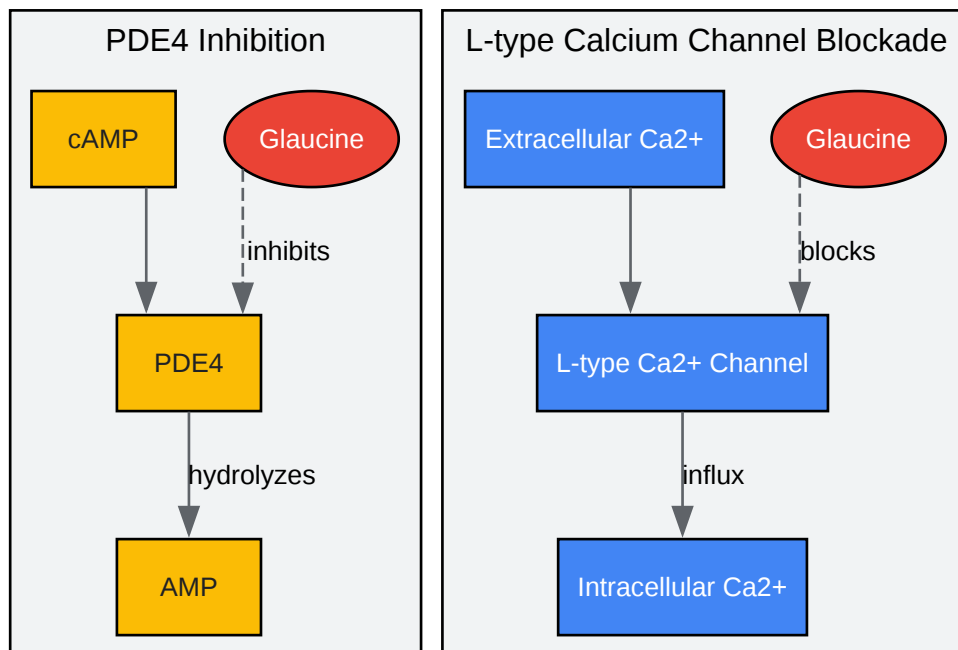 PDE4 Inhibition
cAMP
Glaucine
inhibits
PDE4
hydrolyzes
AMP
L-type Calcium Channel Blockade
Extracellular Ca2+
Glaucine
blocks
L-type Ca2+ Channel
influx
Intracellular Ca2+